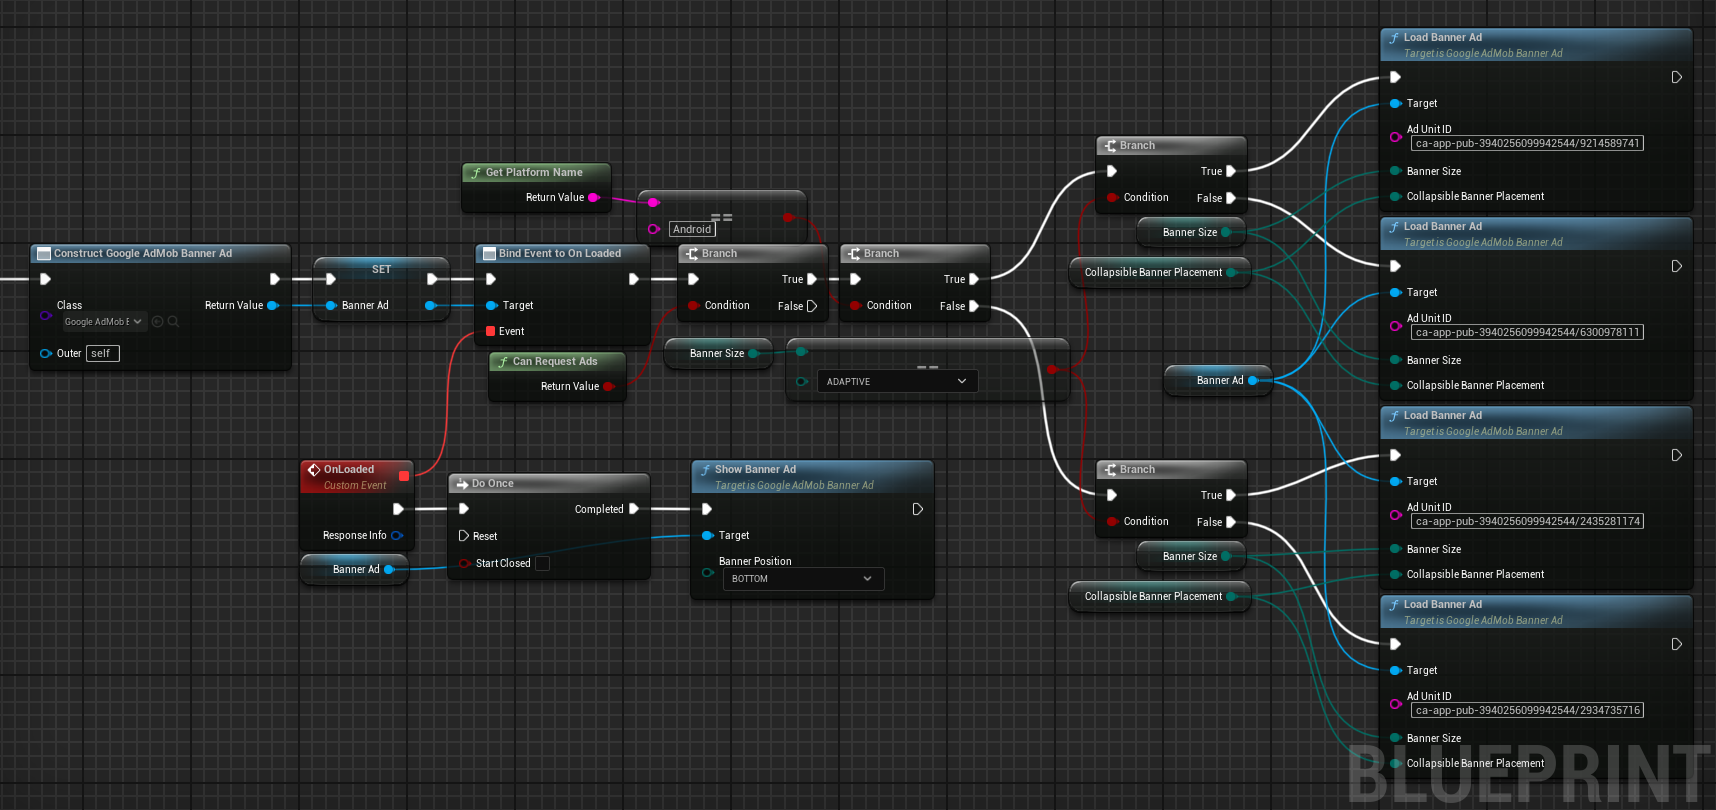 Construct Google AdMob Banner Ad
Class
Return Value
Google AdMob E
Outer
self
SET
Banner Ad
Get Platform Name
Return Value
==
Android
Bind Event to On Loaded
Target
Event
Can Request Ads
Return Value
Branch
True
Condition
False
Branch
True
Condition
False
Banner Size
==
ADAPTIVE
OnLoaded
Custom Event
Response Info
Banner Ad
Do Once
Completed
Reset
Start Closed
Show Banner Ad
Target is Google AdMob Banner Ad
Target
Banner Position
BOTTOM
Branch
True
Condition
False
Banner Size
Collapsible Banner Placement
Banner Ad
Branch
True
Condition
False
Banner Size
Collapsible Banner Placement
Load Banner Ad
Target is Google AdMob Banner Ad
Target
Ad Unit ID
ca-app-pub-3940256099942544/9214589741
Banner Size
Collapsible Banner Placement
Load Banner Ad
Target is Google AdMob Banner Ad
Target
Ad Unit ID
ca-app-pub-3940256099942544/6300978111
Banner Size
Collapsible Banner Placement
Load Banner Ad
Target is Google AdMob Banner Ad
Target
Ad Unit ID
ca-app-pub-3940256099942544/2435281174
Banner Size
Collapsible Banner Placement
Load Banner Ad
Target is Google AdMob Banner Ad
Target
Ad Unit ID
ca-app-pub-3940256099942544/2934735716
Banner Size
Collapsible Banner Placement
BLUEPRINT